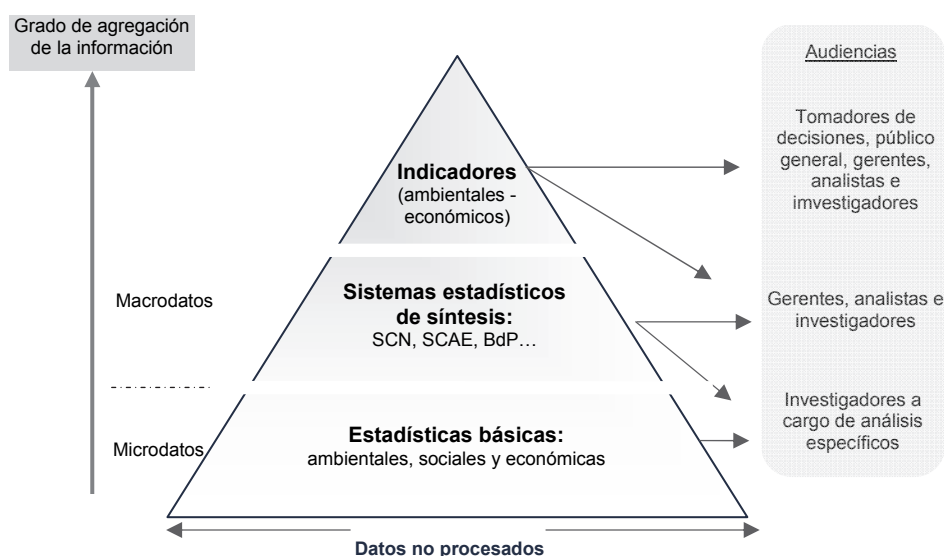 Grado de agregación
de la información
Audiencias
Tomadores de
decisiones, público
general, gerentes,
analistas e
imvestigadores
Indicadores
(ambientales -
económicos)
Macrodatos
Sistemas estadísticos
de síntesis:
SCN, SCAE, BdP…
Gerentes, analistas e
investigadores
Microdatos
Estadísticas básicas:
ambientales, sociales y económicas
Investigadores a
cargo de análisis
específicos
Datos no procesados